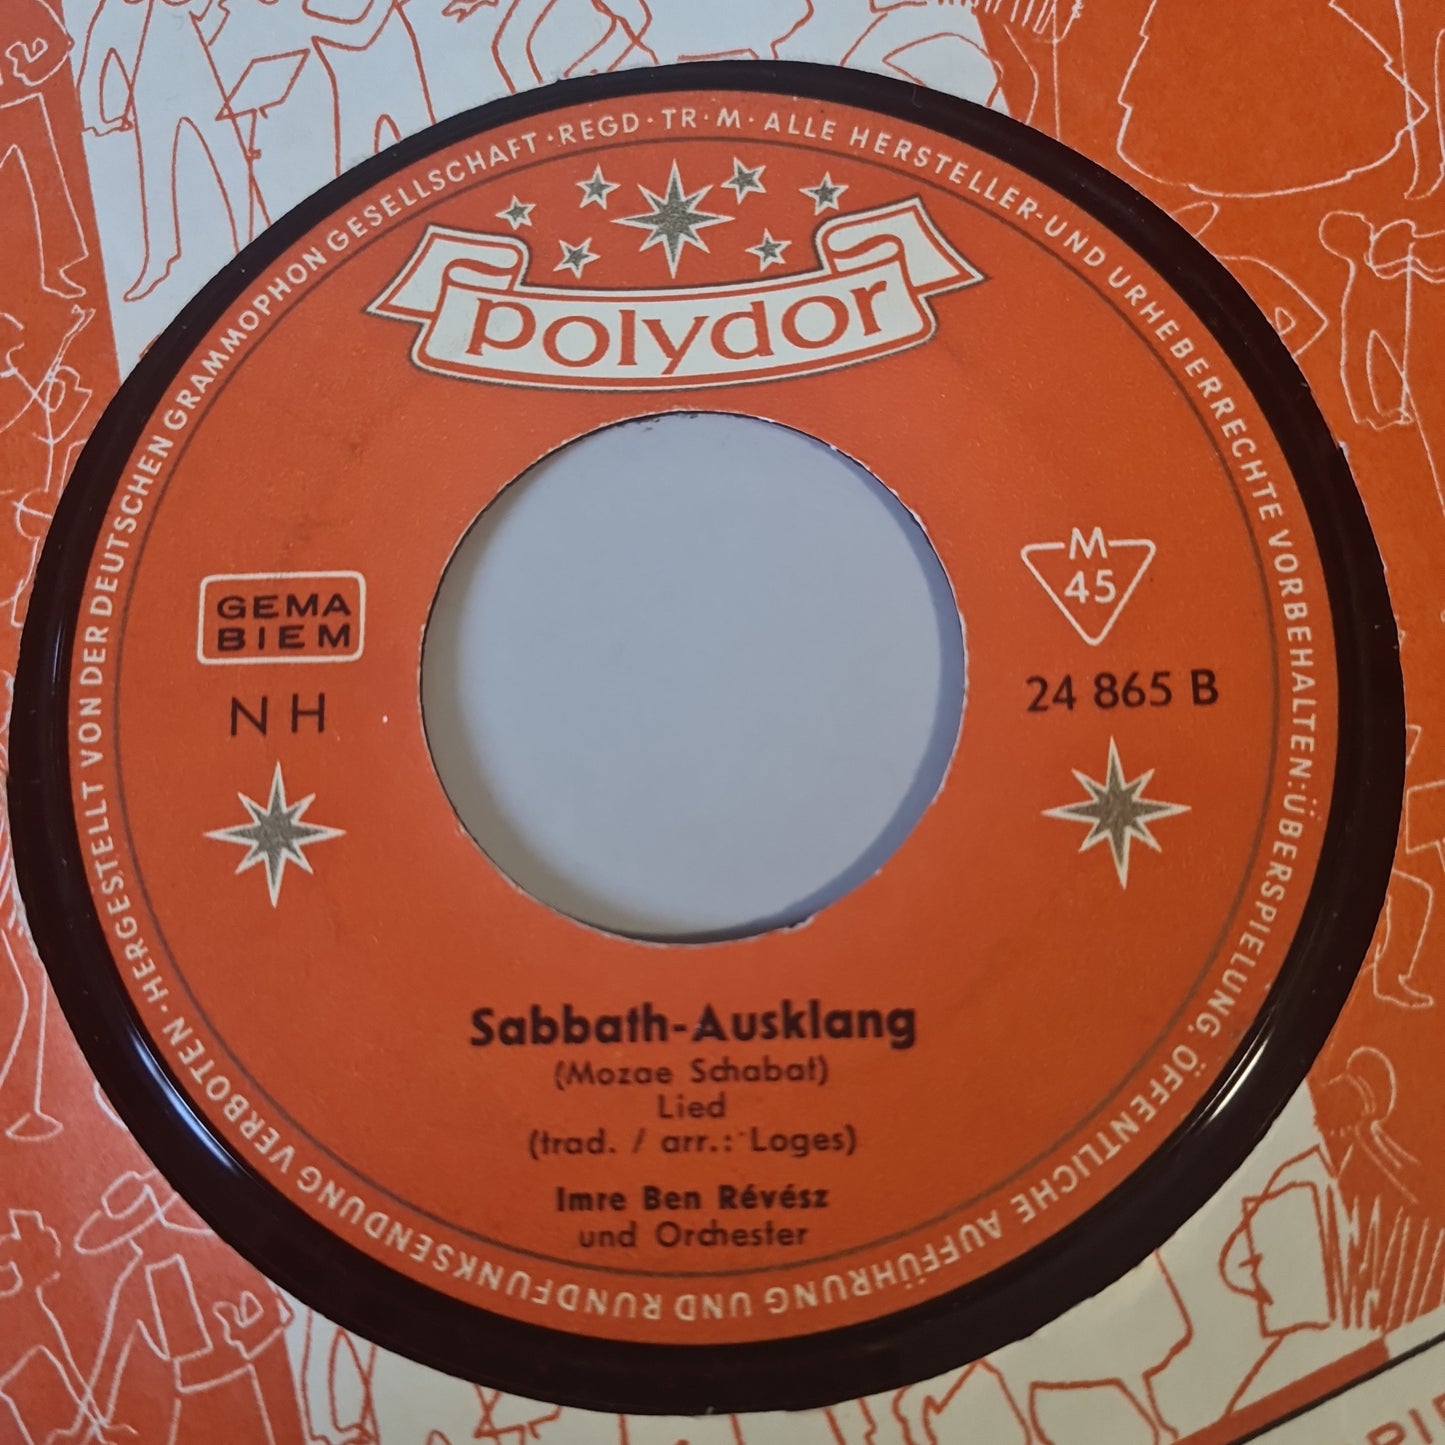 HERGESTELLT VON DER DEUTSCHEN GRAMMOPHON GESELLSCHAFT · REGD · TR · M · ALLE HERSTELLER- UND URHEBERRECHTE VORBEHALTEN: ÜBERSPIELUNG, ÖFFENTLICHE AUFFÜHRUNG UND RUNDFUNKSENDUNG VERBOTEN ·
polydor
GEMA
BIEM
N H
M
45
24 865 B
Sabbath-Ausklang
(Mozae Schabat)
Lied
(trad. / arr.: Loges)
Imre Ben Révész
und Orchester